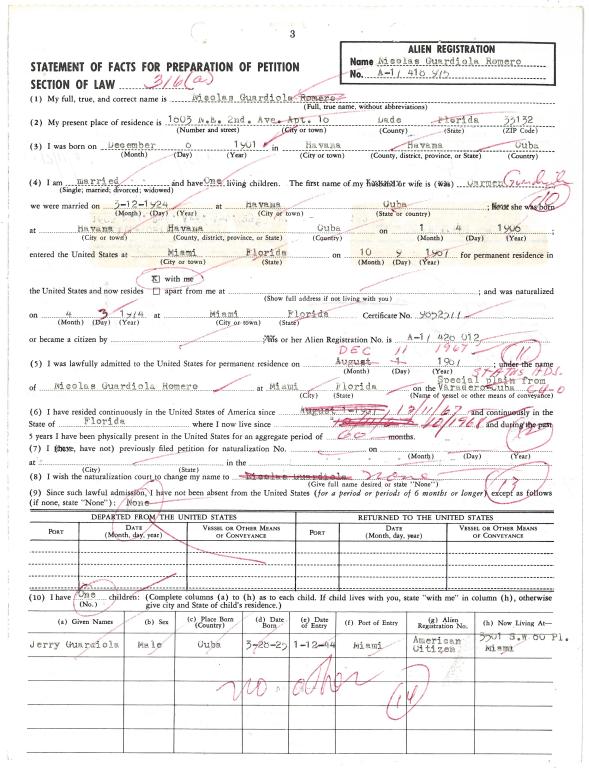 3
ALIEN REGISTRATION
Name Nicolas Guardiola Romero
No. A-17 410 915
STATEMENT OF FACTS FOR PREPARATION OF PETITION
SECTION OF LAW 316(a)
(1) My full, true, and correct name is Nicolas Guardiola Romero
(Full, true name, without abbreviations)
(2) My present place of residence is 1605 N.E. 2nd. Ave. Apt. 10 Dade Florida 33132
(Number and street) (City or town) (County) (State) (ZIP Code)
(3) I was born on December 6 1901 in Havana Havana Cuba
(Month) (Day) (Year) (City or town) (County, district, province, or State) (Country)
(4) I am married and have One living children. The first name of my husband or wife is (was) Carmen Guardiola
(Single; married; divorced; widowed)
we were married on 3-12-1924 at Havana Cuba ; He or she was born
(Month) (Day) (Year) (City or town) (State or country)
at Havana Havana Cuba on 1 4 1906
(City or town) (County, district, province, or State) (Country) (Month) (Day) (Year)
entered the United States at Miami Florida on 10 9 1967 for permanent residence in
(City or town) (State) (Month) (Day) (Year)
X with me
the United States and now resides apart from me at ; and was naturalized
(Show full address if not living with you)
on 4 3 1974 at Miami Florida Certificate No.
(Month) (Day) (Year) (City or town) (State)
or became a citizen by His or her Alien Registration No. is A-17 420 012
DEC 11 1967
(5) I was lawfully admitted to the United States for permanent residence on August 1 1961 under the name
(Month) (Day) (Year)
of Nicolas Guardiola Romero at Miami Florida on the Special plain from Varadero Cuba
(City) (State) (Name of vessel or other means of conveyance)
(6) I have resided continuously in the United States of America since 12/11/67 and continuously in the
State of Florida where I now live since 10/1968 and during the past
5 years I have been physically present in the United States for an aggregate period of 60 months.
(7) I (have, have not) previously filed petition for naturalization No. on
(Month) (Day) (Year)
at in the
(City) (State)
(8) I wish the naturalization court to change my name to Nicolas Guardiola none
(Give full name desired or state "None")
13
(9) Since such lawful admission, I have not been absent from the United States (for a period or periods of 6 months or longer) except as follows
(if none, state "None"): None
DEPARTED FROM THE UNITED STATES RETURNED TO THE UNITED STATES
PORT DATE (Month, day, year) VESSEL OR OTHER MEANS OF CONVEYANCE PORT DATE (Month, day, year) VESSEL OR OTHER MEANS OF CONVEYANCE
(10) I have One children: (Complete columns (a) to (h) as to each child. If child lives with you, state "with me" in column (h), otherwise
(No.) give city and State of child's residence.)
(a) Given Names (b) Sex (c) Place Born (Country) (d) Date Born (e) Date of Entry (f) Port of Entry (g) Alien Registration No. (h) Now Living At—
Jerry Guardiola Male Cuba 3-28-25 1-12-44 Miami American Citizen 3501 S.W 60 Pl. Miami
no other
14